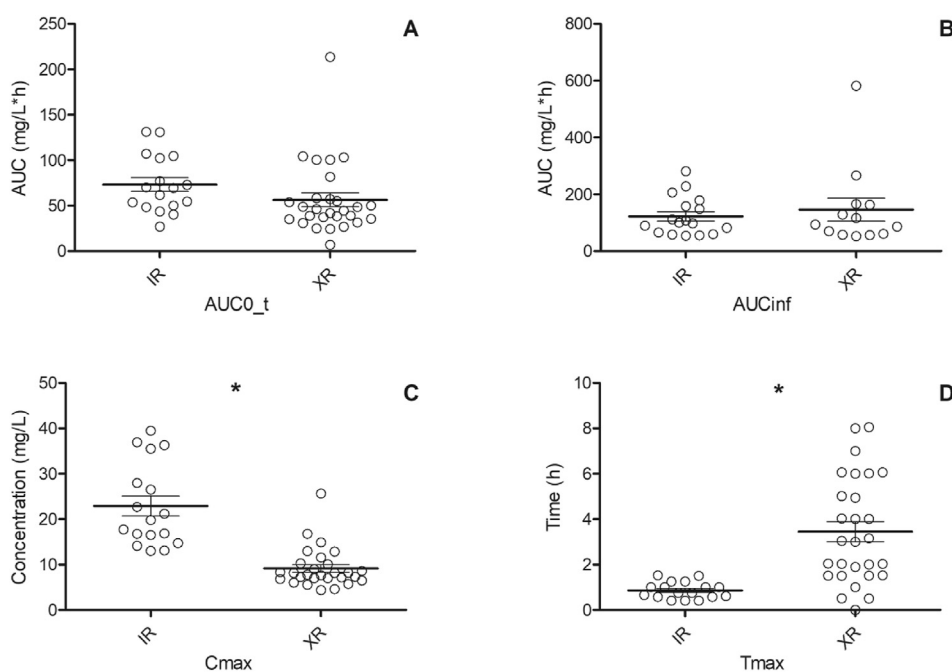 A
AUC (mg/L*h)
250
200
150
100
50
0
IR
XR
AUC0_t
B
AUC (mg/L*h)
800
600
400
200
0
IR
XR
AUCinf
C
*
Concentration (mg/L)
50
40
30
20
10
0
IR
XR
Cmax
D
*
Time (h)
10
8
6
4
2
0
IR
XR
Tmax